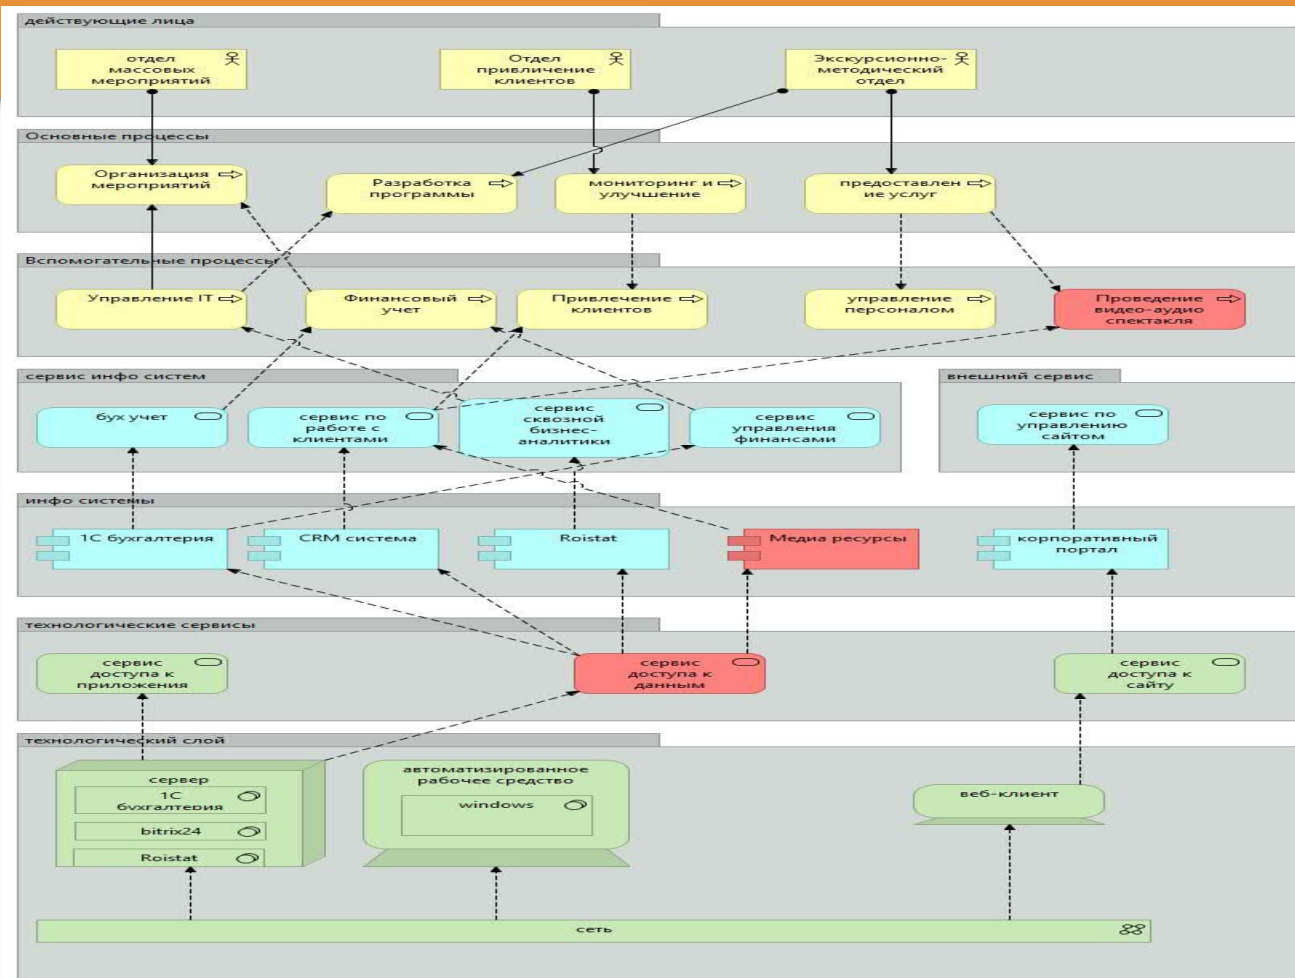 действующие лица
отдел
массовых
мероприятий
Отдел
привличение
клиентов
Экскурсионно-
методический
отдел
Основные процессы
Организация
мероприятий
Разработка
программы
мониторинг и
улучшение
предоставлен
ие услуг
Вспомогательные процессы
Управление IT
Финансовый
учет
Привлечение
клиентов
управление
персоналом
Проведение
видео-аудио
спектакля
сервис инфо систем
внешний сервис
бух учет
сервис по
работе с
клиентами
сервис
сквозной
бизнес-
аналитики
сервис
управления
финансами
сервис по
управлению
сайтом
инфо системы
1С бухгалтерия
CRM система
Roistat
Медиа ресурсы
корпоративный
портал
технологические сервисы
сервис
доступа к
приложения
сервис
доступа к
данным
сервис
доступа к
сайту
технологический слой
сервер
1С
бухгалтерия
bitrix24
Roistat
автоматизированное
рабочее средство
windows
веб-клиент
сеть